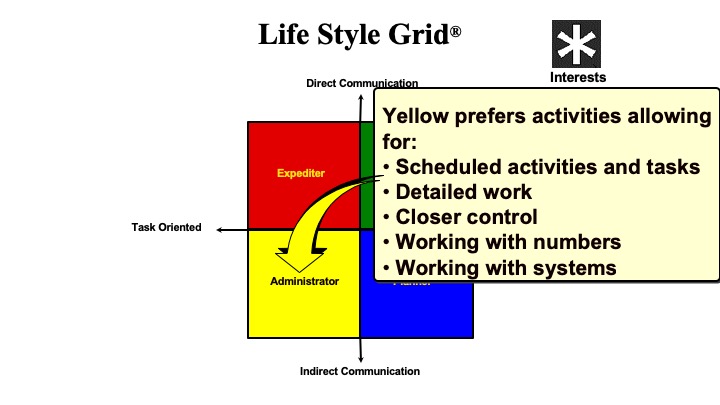 Life Style Grid®
Interests
Direct Communication
Yellow prefers activities allowing
for:
• Scheduled activities and tasks
• Detailed work
• Closer control
• Working with numbers
• Working with systems
Expediter
Task Oriented
Administrator
Indirect Communication